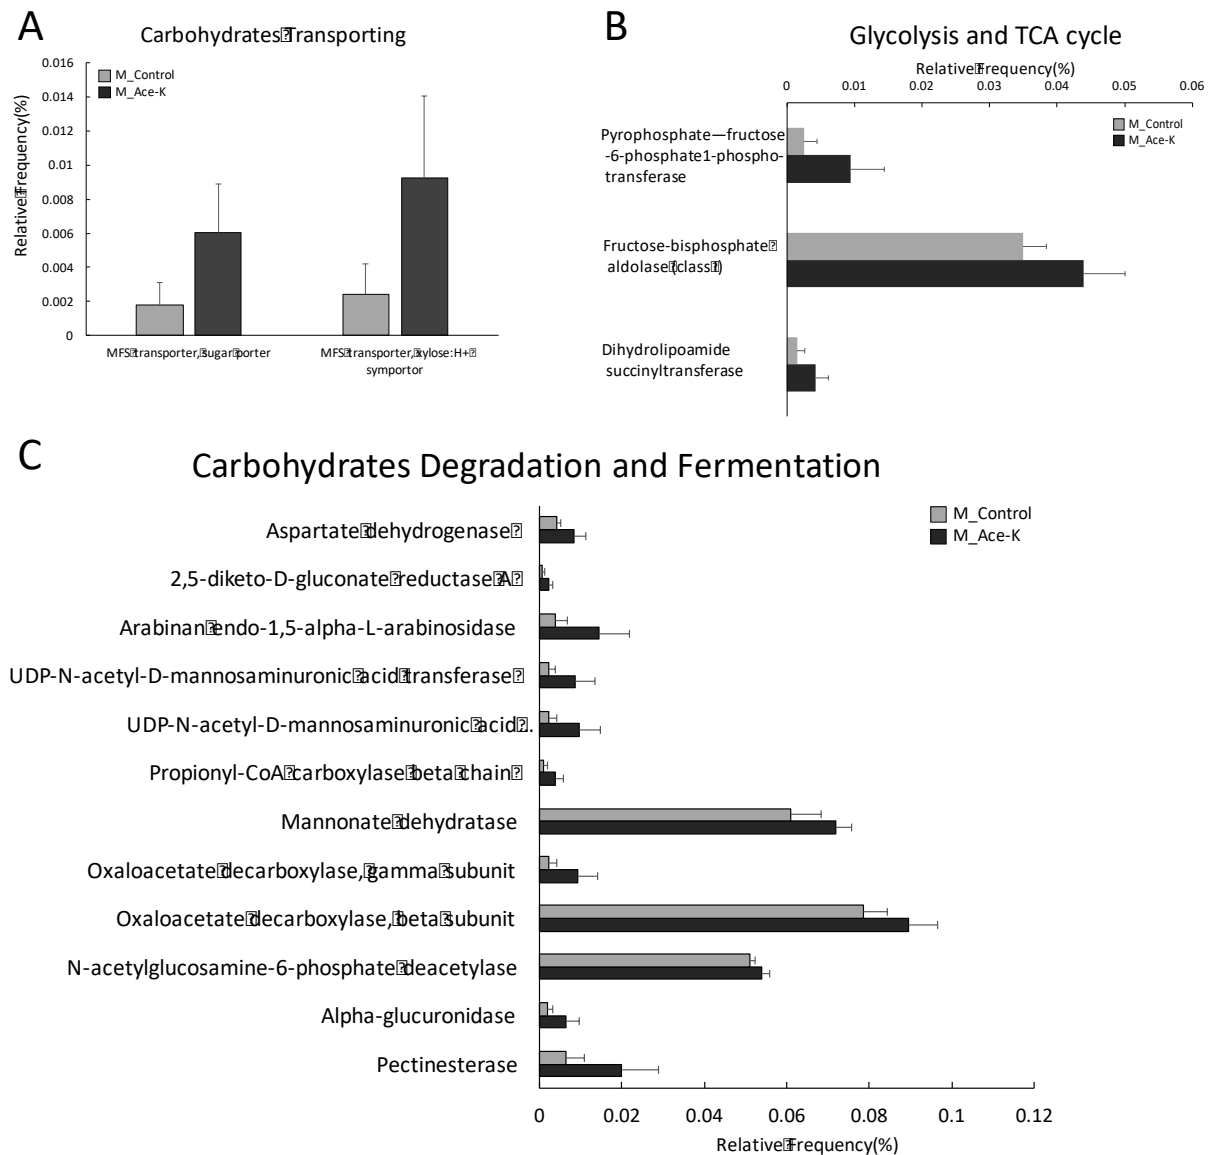 A
Carbohydrates Transporting
Relative Frequency(%)
0.016
0.014
0.012
0.01
0.008
0.006
0.004
0.002
0
M_Control
M_Ace-K
MFS transporter, sugar porter
MFS transporter, xylose:H+
symportor
B
Glycolysis and TCA cycle
Relative Frequency(%)
0 0.01 0.02 0.03 0.04 0.05 0.06
M_Control
M_Ace-K
Pyrophosphate—fructose
-6-phosphate1-phospho-
transferase
Fructose-bisphosphate
aldolase (class )
Dihydrolipoamide
succinyltransferase
C
Carbohydrates Degradation and Fermentation
M_Control
M_Ace-K
Aspartate dehydrogenase
2,5-diketo-D-gluconate reductase A
Arabinan endo-1,5-alpha-L-arabinosidase
UDP-N-acetyl-D-mannosaminuronic acid transferase
UDP-N-acetyl-D-mannosaminuronic acid ..
Propionyl-CoA carboxylase beta chain
Mannonate dehydratase
Oxaloacetate decarboxylase, gamma subunit
Oxaloacetate decarboxylase, beta subunit
N-acetylglucosamine-6-phosphate deacetylase
Alpha-glucuronidase
Pectinesterase
0 0.02 0.04 0.06 0.08 0.1 0.12
Relative Frequency(%)